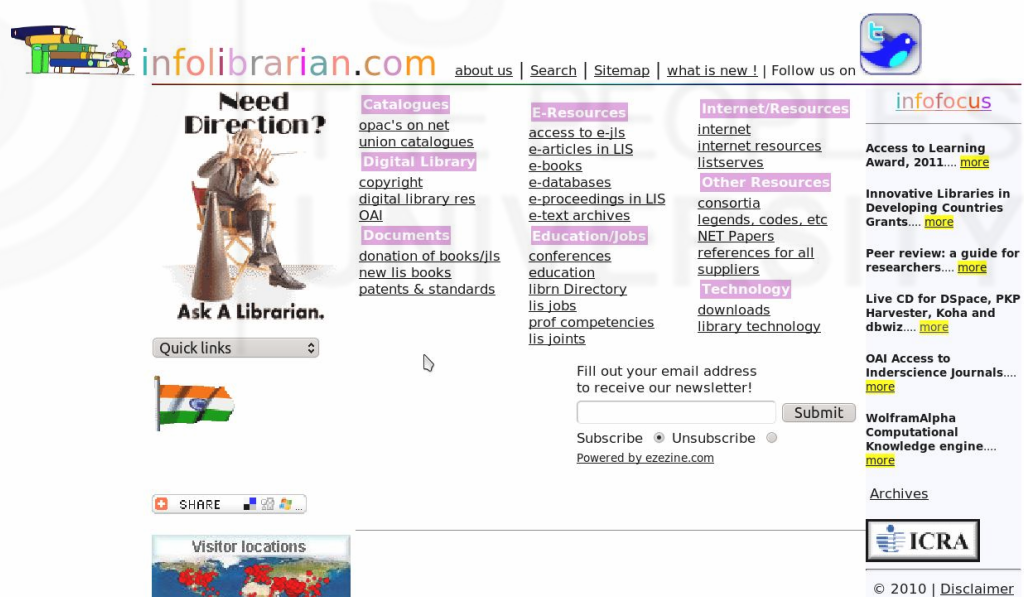 infolibrarian.com
about us | Search | Sitemap | what is new ! | Follow us on
Need
Direction?
Ask A Librarian.
Quick links
SHARE
...
Visitor locations
Catalogues
opac's on net
union catalogues
Digital Library
copyright
digital library res
OAI
Documents
donation of books/jls
new lis books
patents & standards
E-Resources
access to e-jls
e-articles in LIS
e-books
e-databases
e-proceedings in LIS
e-text archives
Education/Jobs
conferences
education
librn Directory
lis jobs
prof competencies
lis joints
Internet/Resources
internet
internet resources
listserves
Other Resources
consortia
legends, codes, etc
NET Papers
references for all
suppliers
Technology
downloads
library technology
Fill out your email address
to receive our newsletter!
Submit
Subscribe Unsubscribe
Powered by ezezine.com
infofocus
Access to Learning
Award, 2011.... more
Innovative Libraries in
Developing Countries
Grants.... more
Peer review: a guide for
researchers.... more
Live CD for DSpace, PKP
Harvester, Koha and
dbwiz.... more
OAI Access to
Inderscience Journals....
more
WolframAlpha
Computational
Knowledge engine....
more
Archives
ICRA
© 2010 | Disclaimer
THE PEOPLE'S
UNIVERSITY